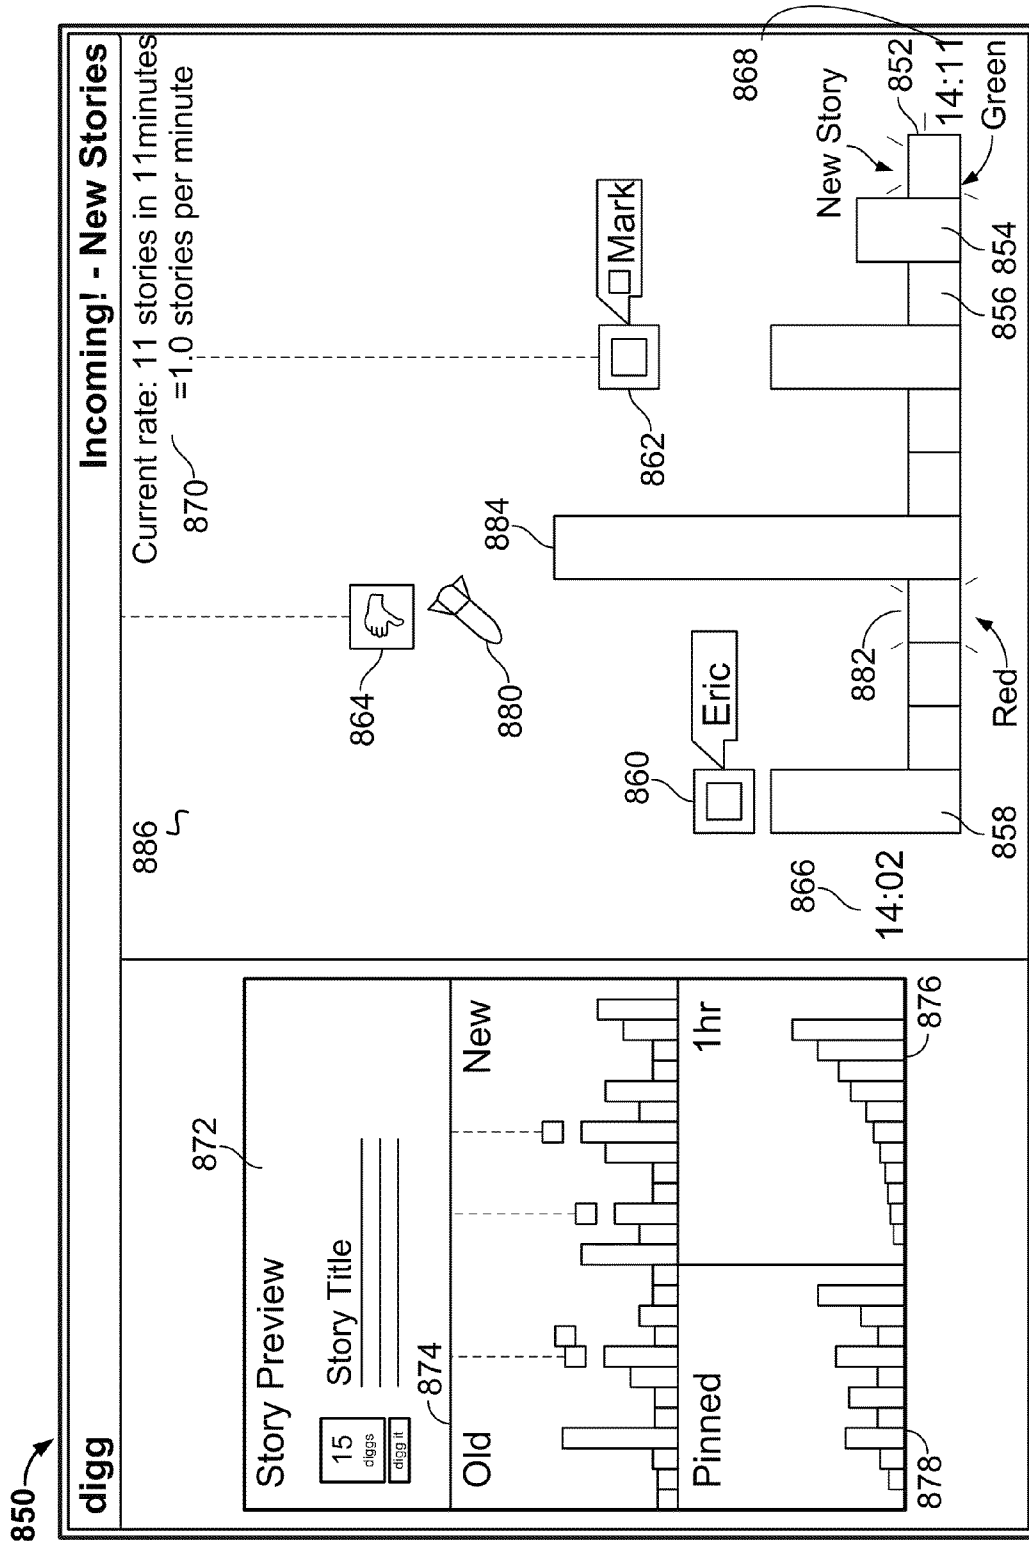 850
digg
Incoming! - New Stories
Story Preview
872
15
diggs
digg it
Story Title
874
Old
New
Pinned
1hr
878
876
Current rate: 11 stories in 11minutes
=1.0 stories per minute
870
886
864
880
884
862
Mark
860
Eric
868
New Story
852
14:11
Green
866
14:02
882
858
Red
856
854